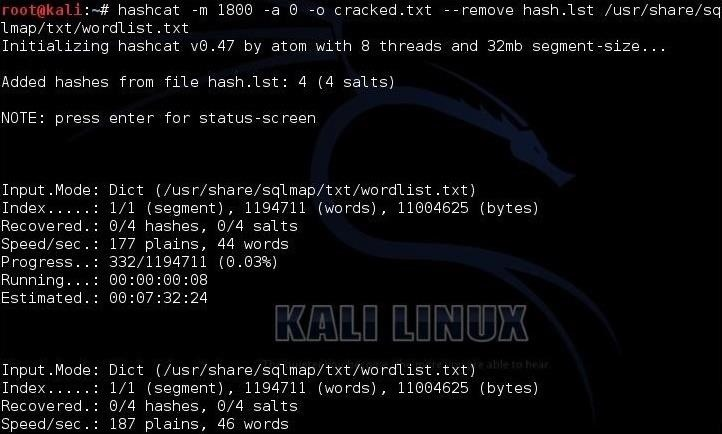 root@kali:~# hashcat -m 1800 -a 0 -o cracked.txt --remove hash.lst /usr/share/sq
lmap/txt/wordlist.txt
Initializing hashcat v0.47 by atom with 8 threads and 32mb segment-size...
Added hashes from file hash.lst: 4 (4 salts)
NOTE: press enter for status-screen
Input.Mode: Dict (/usr/share/sqlmap/txt/wordlist.txt)
Index.....: 1/1 (segment), 1194711 (words), 11004625 (bytes)
Recovered.: 0/4 hashes, 0/4 salts
Speed/sec.: 177 plains, 44 words
Progress..: 332/1194711 (0.03%)
Running...: 00:00:00:08
Estimated.: 00:07:32:24
KALI LINUX
are able to hear.
Input.Mode: Dict (/usr/share/sqlmap/txt/wordlist.txt)
Index.....: 1/1 (segment), 1194711 (words), 11004625 (bytes)
Recovered.: 0/4 hashes, 0/4 salts
Speed/sec.: 187 plains, 46 words